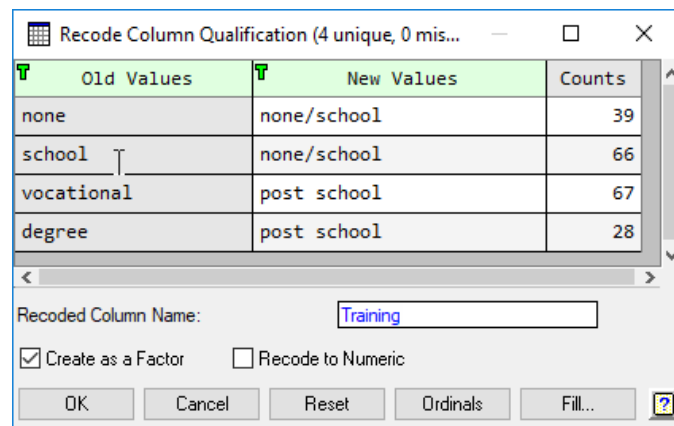 Recode Column Qualification (4 unique, 0 mis...
Old Values New Values Counts
none none/school 39
school none/school 66
vocational post school 67
degree post school 28
Recoded Column Name: Training
Create as a Factor Recode to Numeric
OK Cancel Reset Ordinals Fill... ?